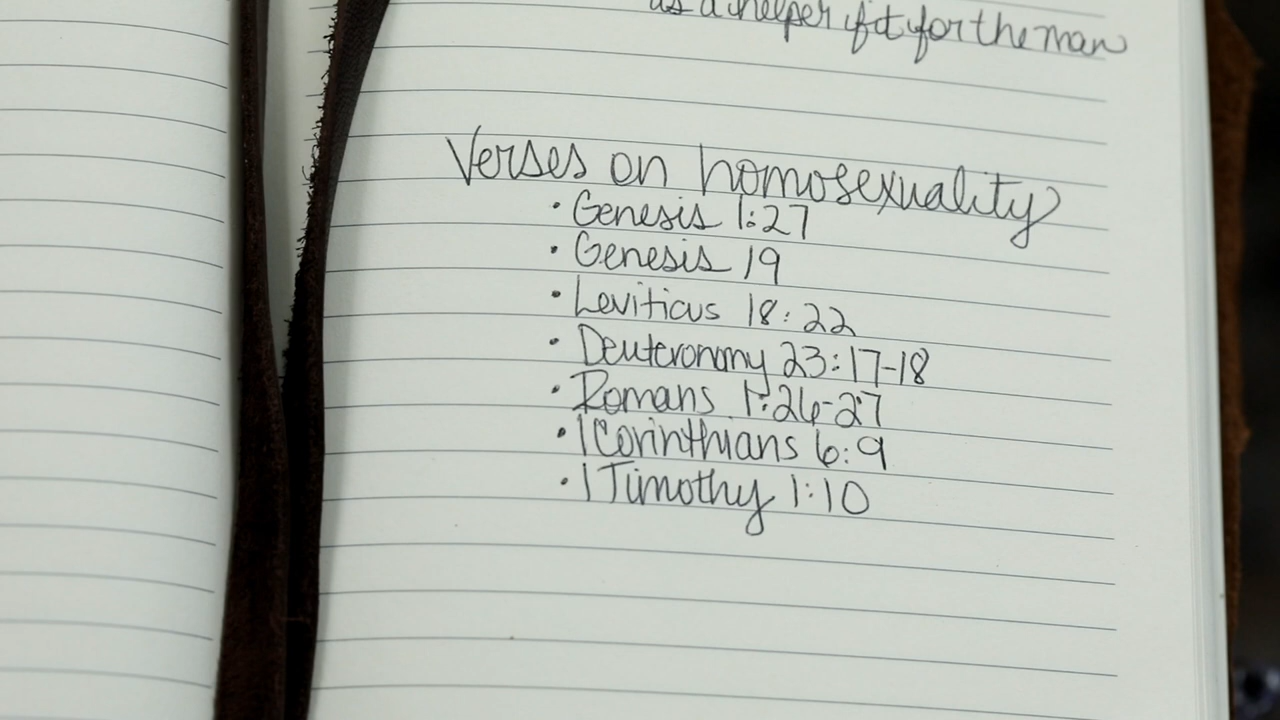 as a helper fit for the man
Verses on homosexuality
• Genesis 1:27
• Genesis 19
• Leviticus 18:22
• Deuteronomy 23:17-18
• Romans 1:26-27
• 1 Corinthians 6:9
• 1 Timothy 1:10